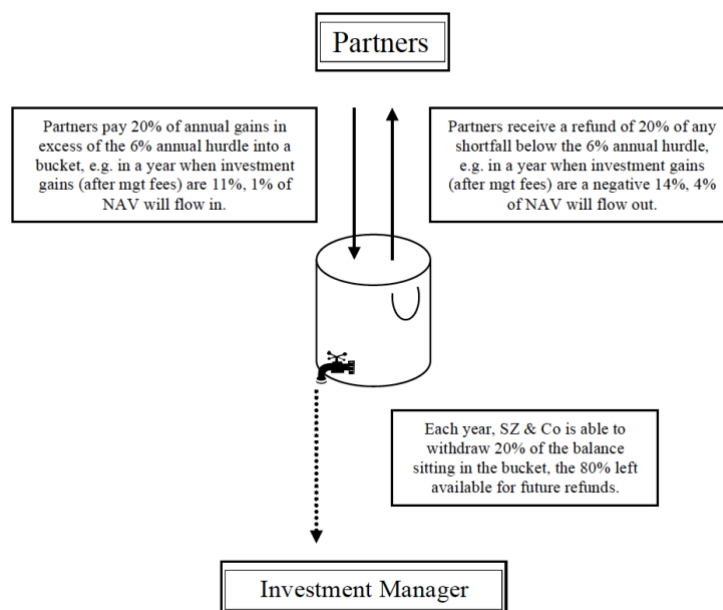 Partners
Partners pay 20% of annual gains in
excess of the 6% annual hurdle into a
bucket, e.g. in a year when investment
gains (after mgt fees) are 11%, 1% of
NAV will flow in.
Partners receive a refund of 20% of any
shortfall below the 6% annual hurdle,
e.g. in a year when investment gains
(after mgt fees) are a negative 14%, 4%
of NAV will flow out.
Each year, SZ & Co is able to
withdraw 20% of the balance
sitting in the bucket, the 80% left
available for future refunds.
Investment Manager